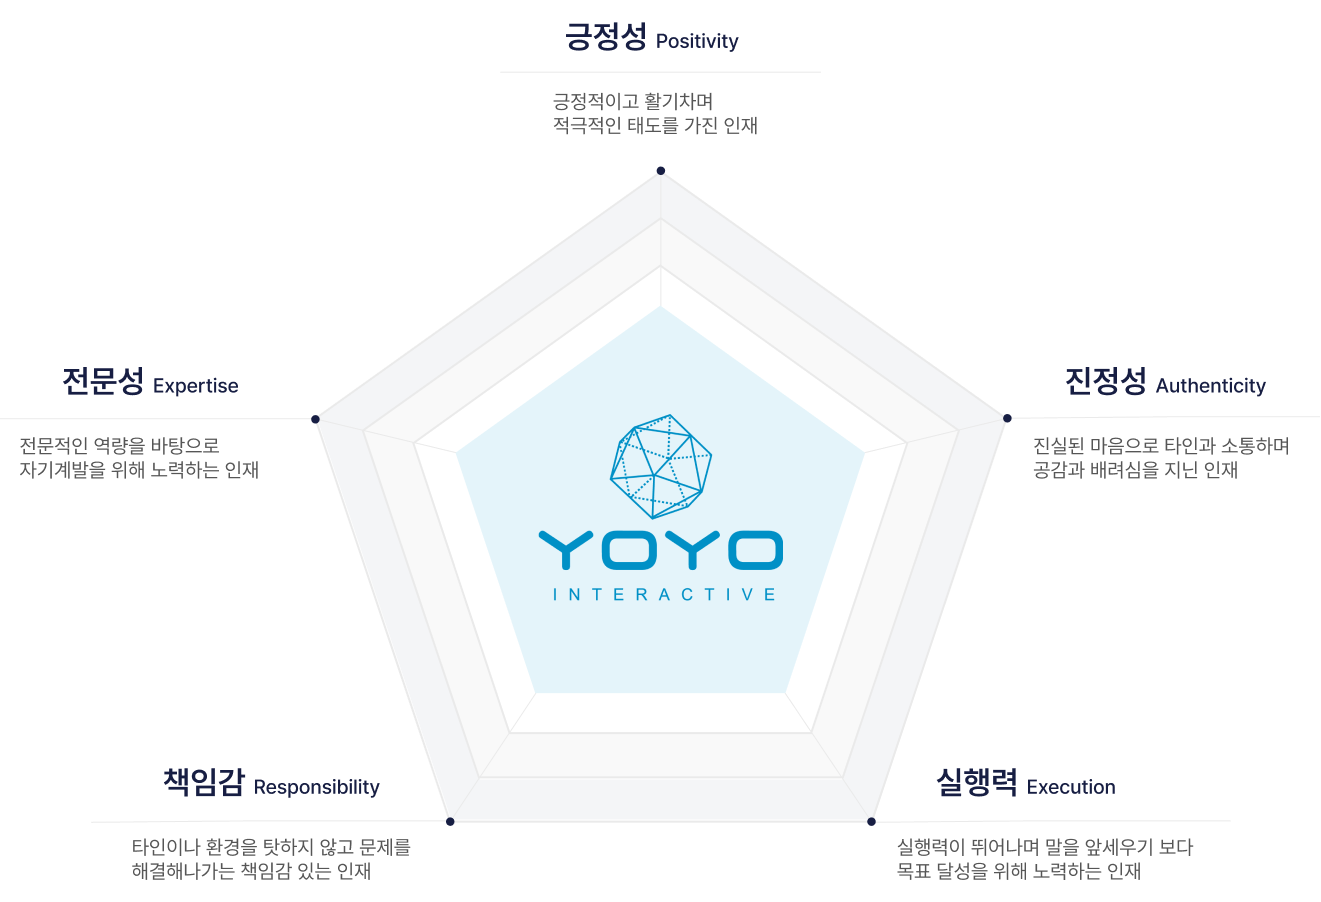 긍정성 Positivity
긍정적이고 활기차며
적극적인 태도를 가진 인재
전문성 Expertise
전문적인 역량을 바탕으로
자기계발을 위해 노력하는 인재
진정성 Authenticity
진실된 마음으로 타인과 소통하며
공감과 배려심을 지닌 인재
YOYO
INTERACTIVE
책임감 Responsibility
타인이나 환경을 탓하지 않고 문제를
해결해나가는 책임감 있는 인재
실행력 Execution
실행력이 뛰어나며 말을 앞세우기 보다
목표 달성을 위해 노력하는 인재